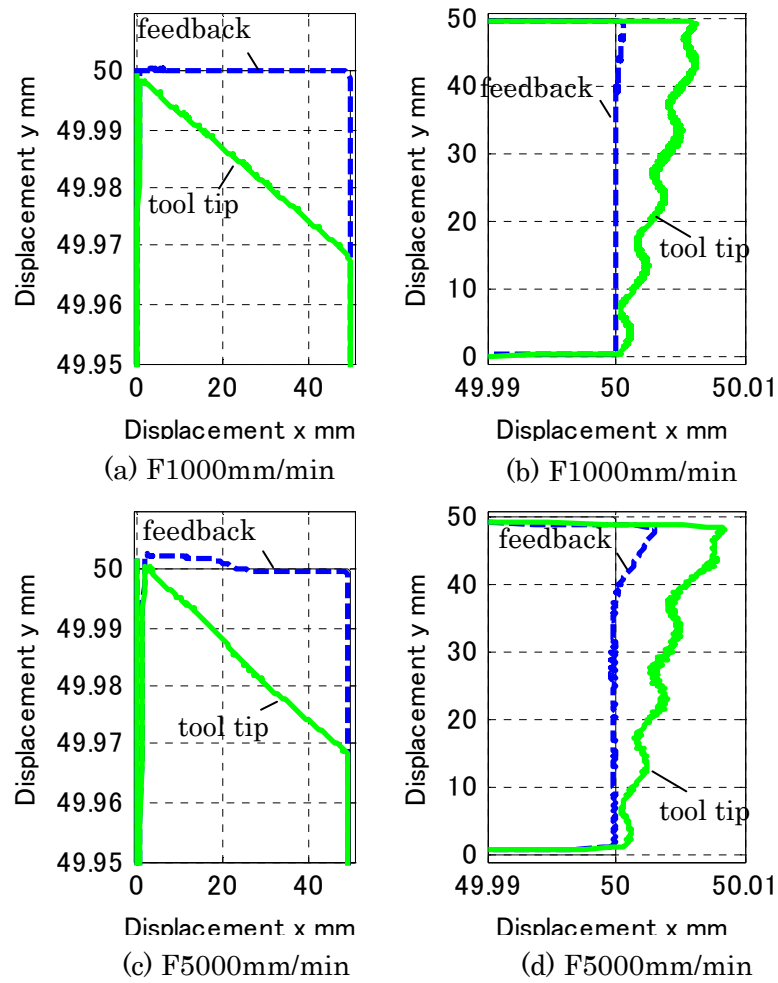 feedback
50
49.99
49.98
49.97
49.96
49.95
tool tip
Displacement y mm
0
20
40
Displacement x mm
(a) F1000mm/min
50
40
30
20
10
0
feedback
tool tip
Displacement y mm
49.99
50
50.01
Displacement x mm
(b) F1000mm/min
feedback
50
49.99
49.98
49.97
49.96
49.95
tool tip
Displacement y mm
0
20
40
Displacement x mm
(c) F5000mm/min
50
40
30
20
10
0
feedback
tool tip
Displacement y mm
49.99
50
50.01
Displacement x mm
(d) F5000mm/min